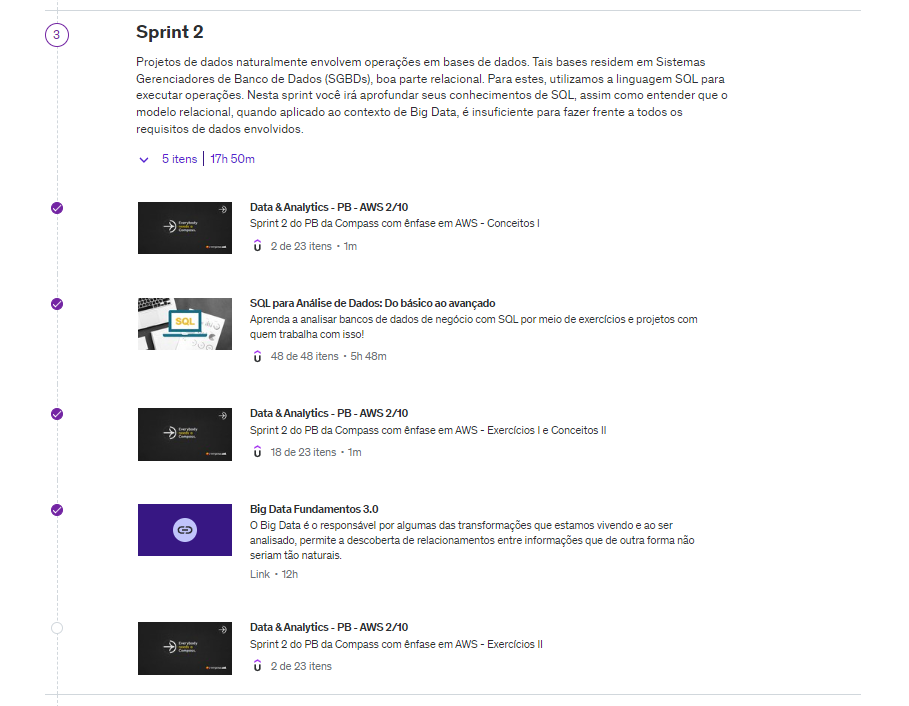 3
Sprint 2
Projetos de dados naturalmente envolvem operações em bases de dados. Tais bases residem em Sistemas
Gerenciadores de Banco de Dados (SGBDs), boa parte relacional. Para estes, utilizamos a linguagem SQL para
executar operações. Nesta sprint você irá aprofundar seus conhecimentos de SQL, assim como entender que o
modelo relacional, quando aplicado ao contexto de Big Data, é insuficiente para fazer frente a todos os
requisitos de dados envolvidos.
5 itens | 17h 50m
Everybody
needs a
Compass.
Data & Analytics - PB - AWS 2/10
Sprint 2 do PB da Compass com ênfase em AWS - Conceitos I
2 de 23 itens • 1m
SQL
SQL para Análise de Dados: Do básico ao avançado
Aprenda a analisar bancos de dados de negócio com SQL por meio de exercícios e projetos com
quem trabalha com isso!
48 de 48 itens • 5h 48m
Everybody
needs a
Compass.
Data & Analytics - PB - AWS 2/10
Sprint 2 do PB da Compass com ênfase em AWS - Exercícios I e Conceitos II
18 de 23 itens • 1m
Big Data Fundamentos 3.0
O Big Data é o responsável por algumas das transformações que estamos vivendo e ao ser
analisado, permite a descoberta de relacionamentos entre informações que de outra forma não
seriam tão naturais.
Link • 12h
Everybody
needs a
Compass.
Data & Analytics - PB - AWS 2/10
Sprint 2 do PB da Compass com ênfase em AWS - Exercícios II
2 de 23 itens